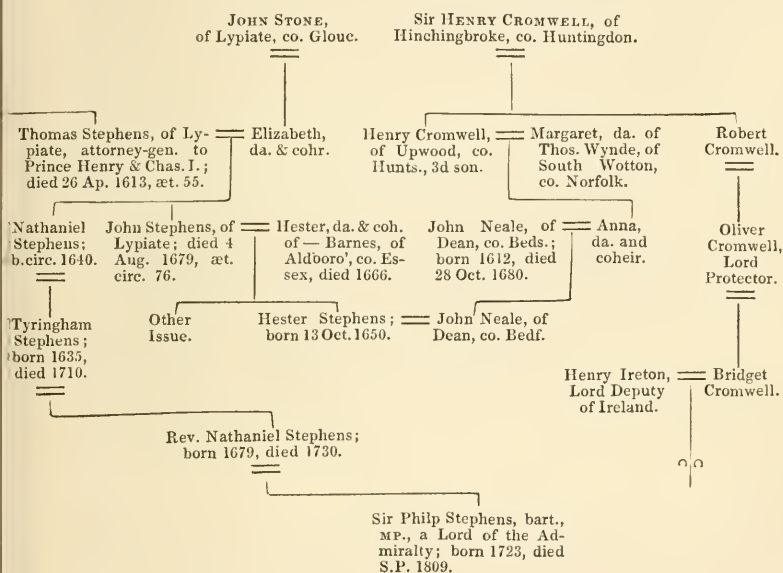 JOHN STONE,
of Lypiate, co. Glouc.
Sir HENRY CROMWELL, of
Hinchingbroke, co. Huntingdon.
Thomas Stephens, of Ly-
piate, attorney-gen. to
Prince Henry & Chas. I.;
died 26 Ap. 1613, æt. 55.
Elizabeth,
da. & cohr.
Henry Cromwell,
of Upwood, co.
Hunts., 3d son.
Margaret, da. of
Thos. Wynde, of
South Wotton,
co. Norfolk.
Robert
Cromwell.
Nathaniel
Stephens;
b.circ. 1640.
John Stephens, of
Lypiate; died 4
Aug. 1679, æt.
circ. 76.
Hester, da. & coh.
of — Barnes, of
Aldboro', co. Es-
sex, died 1666.
John Neale, of
Dean, co. Beds.;
born 1612, died
28 Oct. 1680.
Anna,
da. and
coheir.
Oliver
Cromwell,
Lord
Protector.
Tyringham
Stephens;
born 1635,
died 1710.
Other
Issue.
Hester Stephens;
born 13 Oct. 1650.
John Neale, of
Dean, co. Bedf.
Henry Ireton,
Lord Deputy
of Ireland.
Bridget
Cromwell.
Rev. Nathaniel Stephens;
born 1679, died 1730.
Sir Philp Stephens, bart.,
MP., a Lord of the Ad-
miralty; born 1723, died
S.P. 1809.